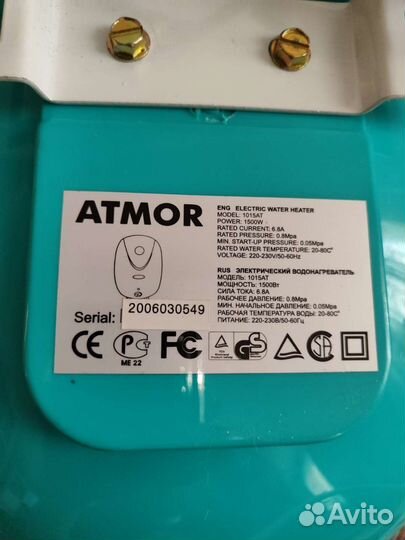 ATMOR
ENG ELECTRIC WATER HEATER
MODEL: 1015AT
POWER: 1500W
RATED CURRENT: 6.8A
RATED PRESSURE: 0.8Mpa
MIN. START-UP PRESSURE: 0.05Mpa
RATED WATER TEMPERATURE: 20-80C°
VOLTAGE: 220-230V/50-60Hz
RUS ЭЛЕКТРИЧЕСКИЙ ВОДОНАГРЕВАТЕЛЬ
МОДЕЛЬ: 1015AT
МОЩНОСТЬ: 1500Вт
СИЛА ТОКА: 6.8A
РАБОЧЕЕ ДАВЛЕНИЕ: 0.8Mpa
МИН. НАЧАЛЬНОЕ ДАВЛЕНИЕ: 0.05Mpa
РАБОЧАЯ ТЕМПЕРАТУРА ВОДЫ: 20-80C°
ПИТАНИЕ: 220-230В/50-60Гц
Serial: 2006030549
CE РСТ FC GS SA
ME 22
Avito